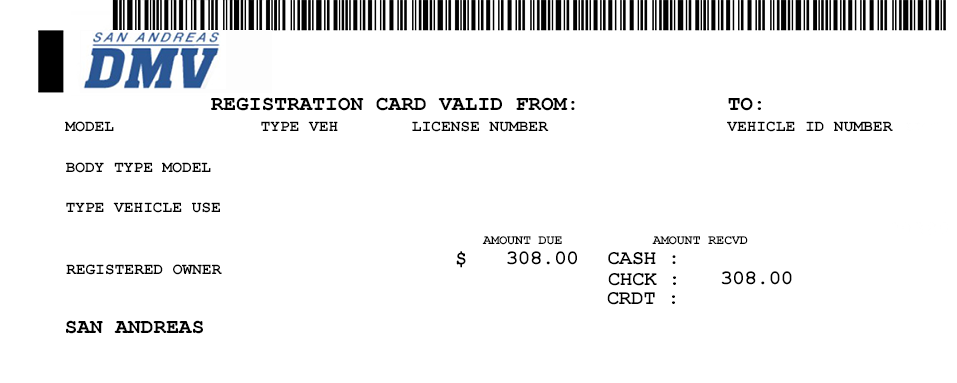 SAN ANDREAS
DMV
REGISTRATION CARD VALID FROM: TO:
MODEL TYPE VEH LICENSE NUMBER VEHICLE ID NUMBER
BODY TYPE MODEL
TYPE VEHICLE USE
AMOUNT DUE AMOUNT RECVD
$ 308.00 CASH :
REGISTERED OWNER CHCK : 308.00
CRDT :
SAN ANDREAS